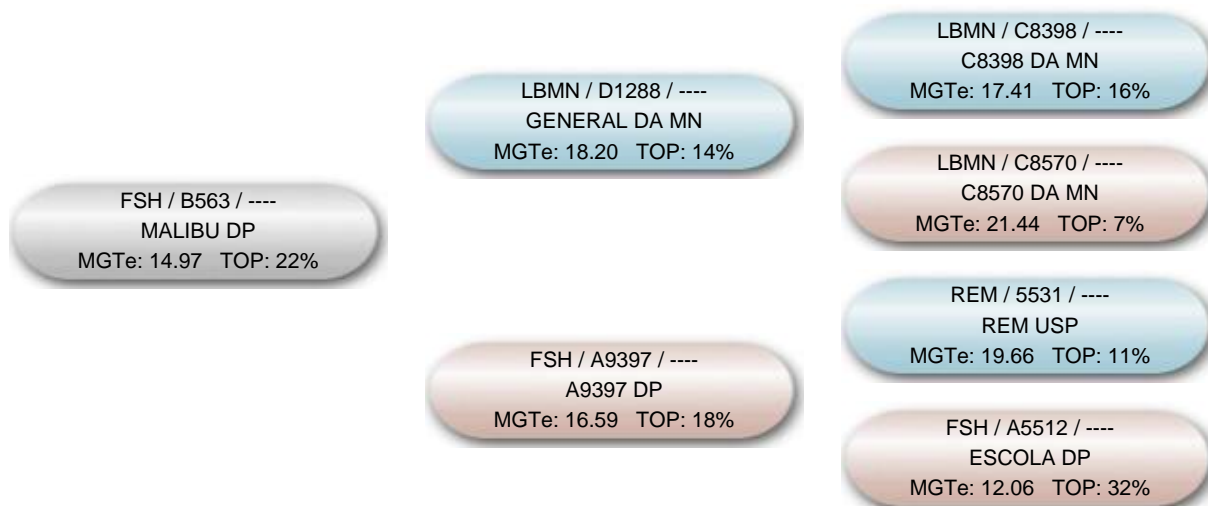 FSH / B563 / ----
MALIBU DP
MGTe: 14.97 TOP: 22%
LBMN / D1288 / ----
GENERAL DA MN
MGTe: 18.20 TOP: 14%
FSH / A9397 / ----
A9397 DP
MGTe: 16.59 TOP: 18%
LBMN / C8398 / ----
C8398 DA MN
MGTe: 17.41 TOP: 16%
LBMN / C8570 / ----
C8570 DA MN
MGTe: 21.44 TOP: 7%
REM / 5531 / ----
REM USP
MGTe: 19.66 TOP: 11%
FSH / A5512 / ----
ESCOLA DP
MGTe: 12.06 TOP: 32%